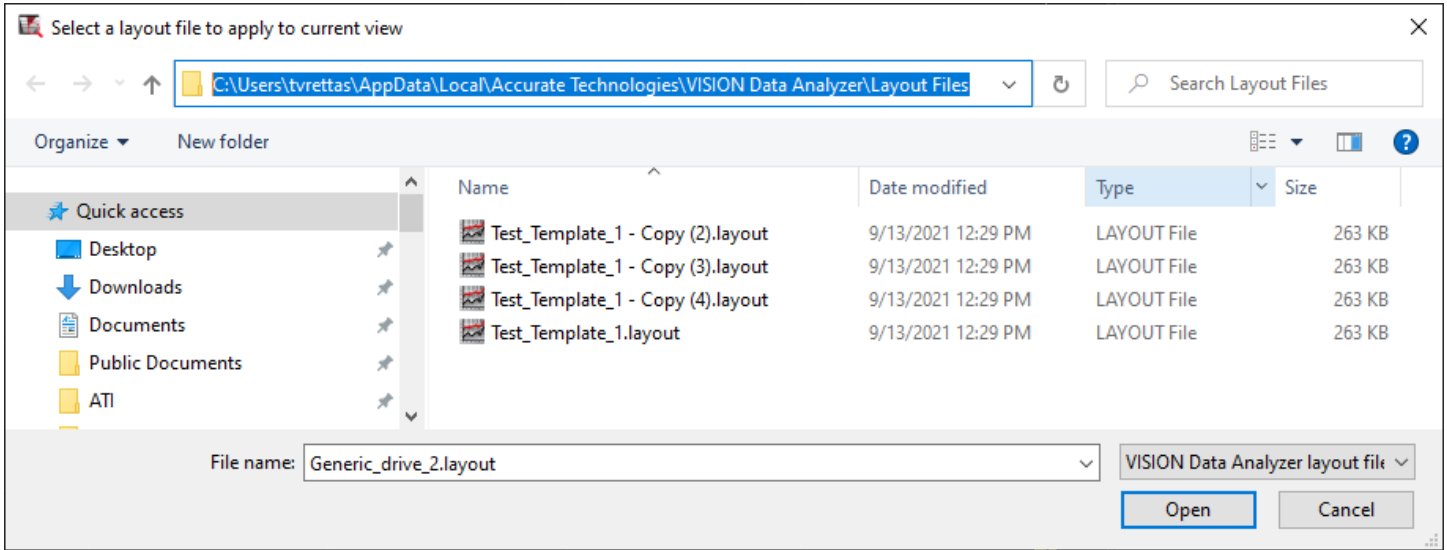 Select a layout file to apply to current view
C:\Users\tvrettas\AppData\Local\Accurate Technologies\VISION Data Analyzer\Layout Files
Search Layout Files
Organize
New folder
?
Name Date modified Type Size
Quick access
Desktop
Downloads
Documents
Public Documents
ATI
Test_Template_1 - Copy (2).layout 9/13/2021 12:29 PM LAYOUT File 263 KB
Test_Template_1 - Copy (3).layout 9/13/2021 12:29 PM LAYOUT File 263 KB
Test_Template_1 - Copy (4).layout 9/13/2021 12:29 PM LAYOUT File 263 KB
Test_Template_1.layout 9/13/2021 12:29 PM LAYOUT File 263 KB
File name: Generic_drive_2.layout
VISION Data Analyzer layout file
Open Cancel